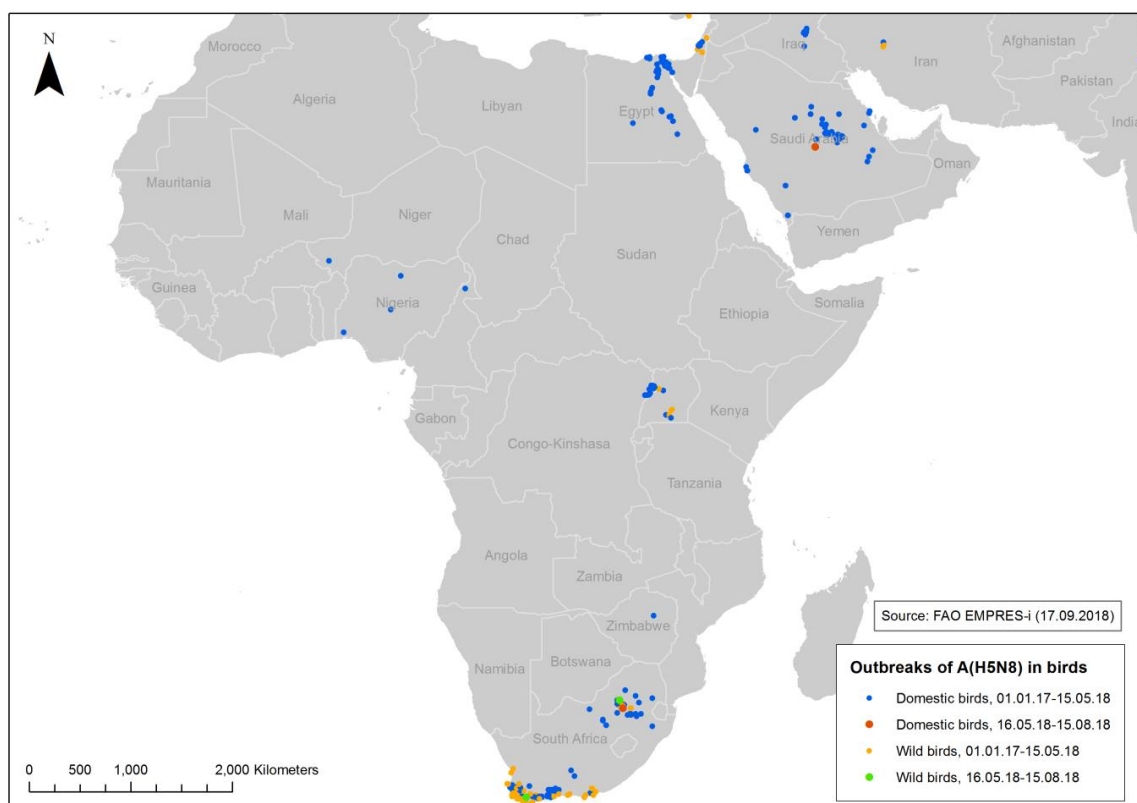 N
Morocco
Algeria
Libyan
Egypt
Iraq
Iran
Afghanistan
Pakistan
India
Saudi Arabia
Oman
Yemen
Mauritania
Mali
Niger
Chad
Sudan
Guinea
Nigeria
Ethiopia
Somalia
Gabon
Congo-Kinshasa
Kenya
Tanzania
Angola
Zambia
Zimbabwe
Namibia
Botswana
South Africa
Source: FAO EMPRES-i (17.09.2018)
Outbreaks of A(H5N8) in birds
Domestic birds, 01.01.17-15.05.18
Domestic birds, 16.05.18-15.08.18
Wild birds, 01.01.17-15.05.18
Wild birds, 16.05.18-15.08.18
0 500 1,000 2,000 Kilometers